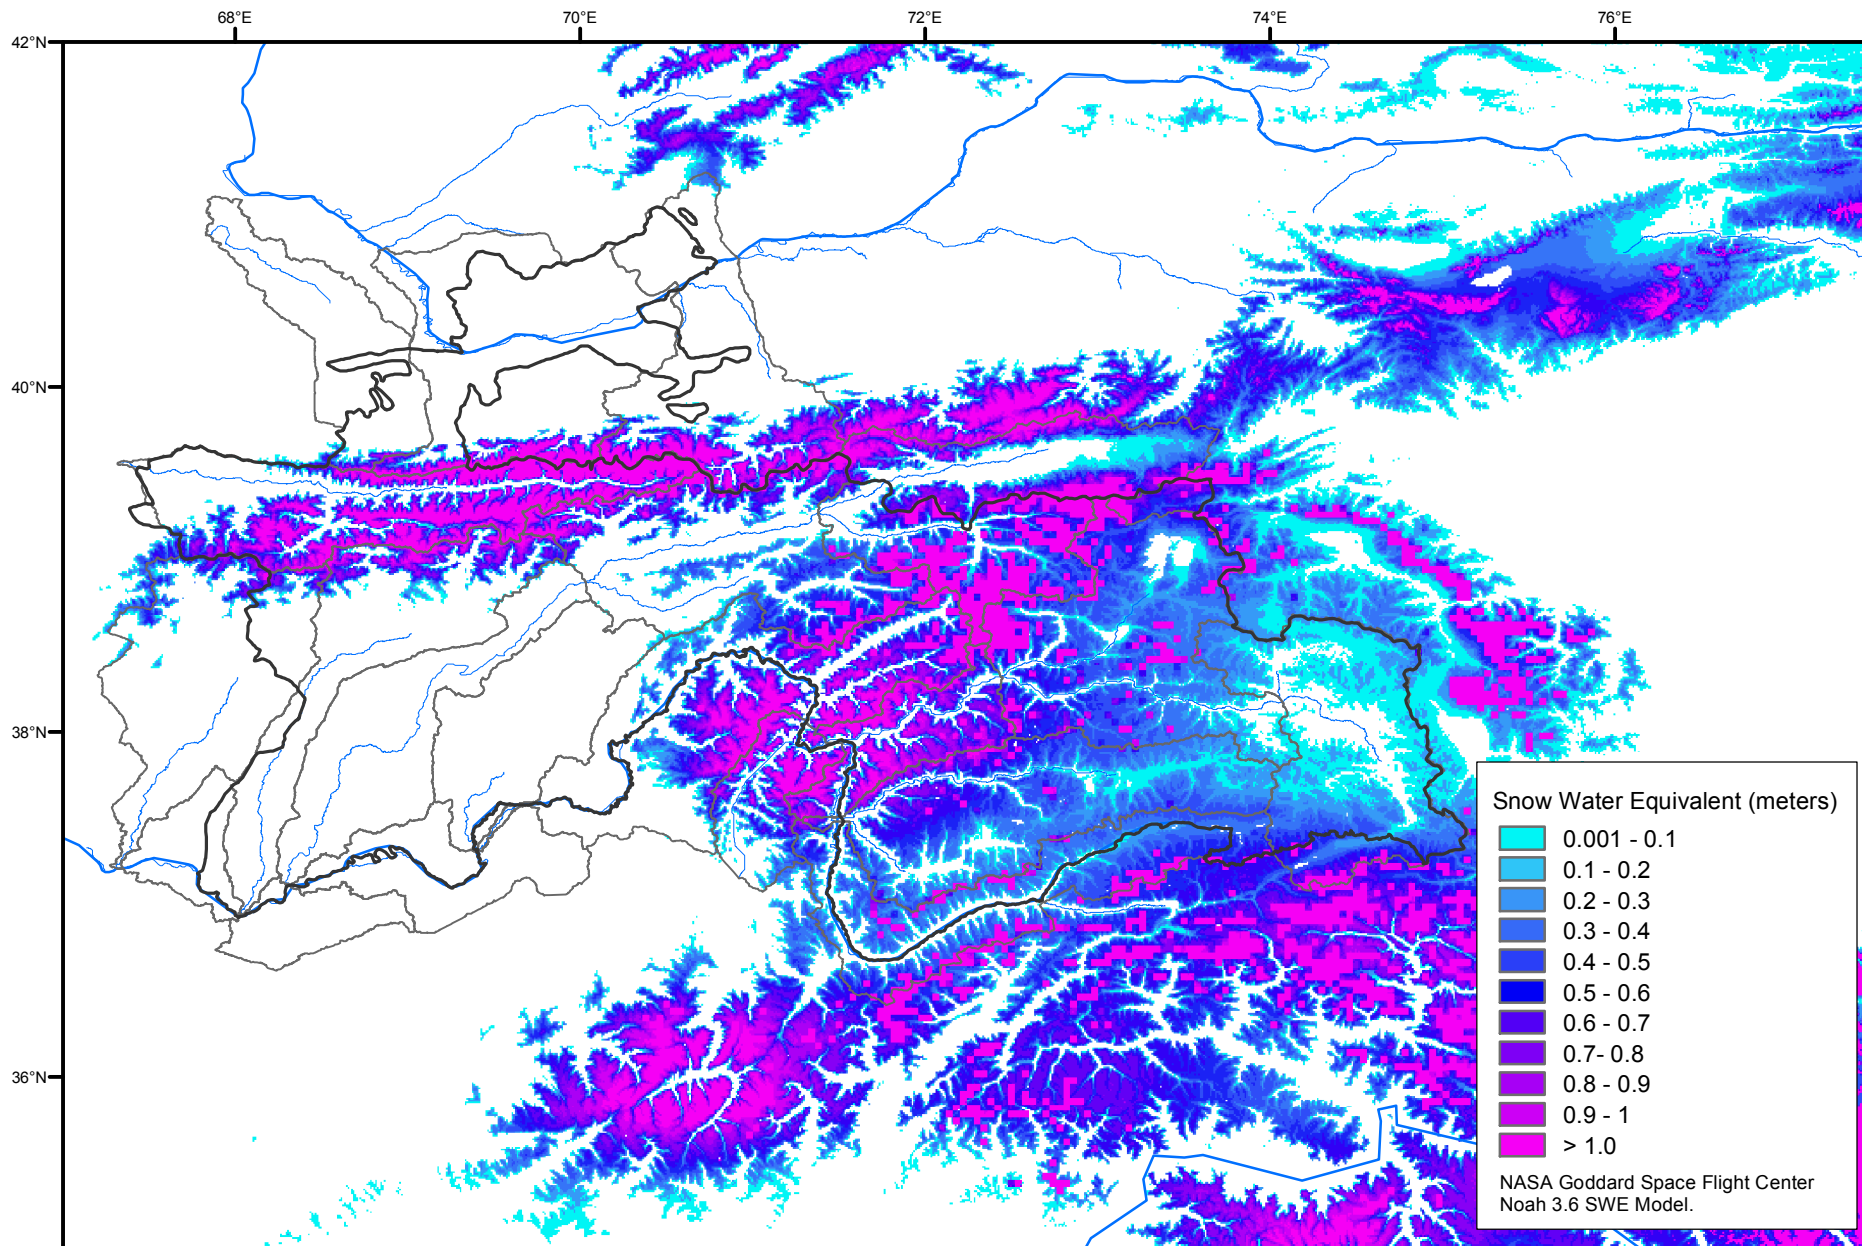 68°E 70°E 72°E 74°E 76°E
42°N
40°N
38°N
36°N
Snow Water Equivalent (meters)
0.001 - 0.1
0.1 - 0.2
0.2 - 0.3
0.3 - 0.4
0.4 - 0.5
0.5 - 0.6
0.6 - 0.7
0.7- 0.8
0.8 - 0.9
0.9 - 1
> 1.0
NASA Goddard Space Flight Center
Noah 3.6 SWE Model.